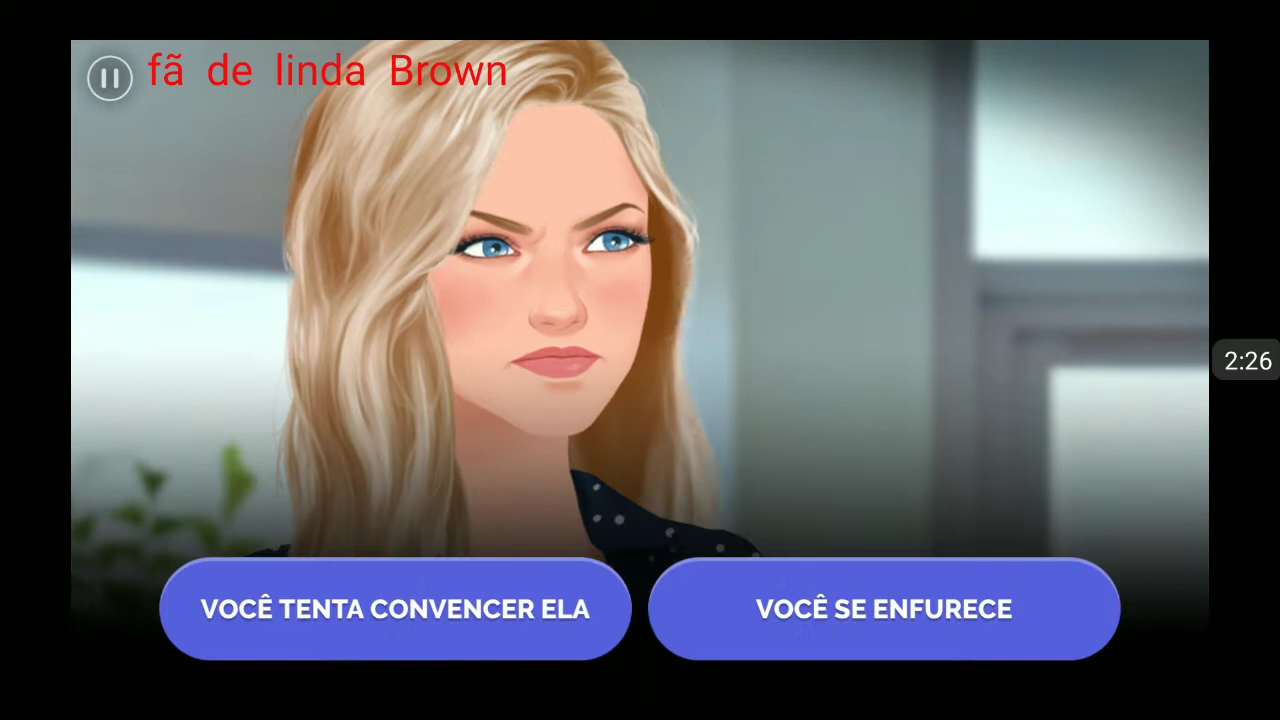 fã de linda Brown
2:26
VOCÊ TENTA CONVENCER ELA
VOCÊ SE ENFURECE